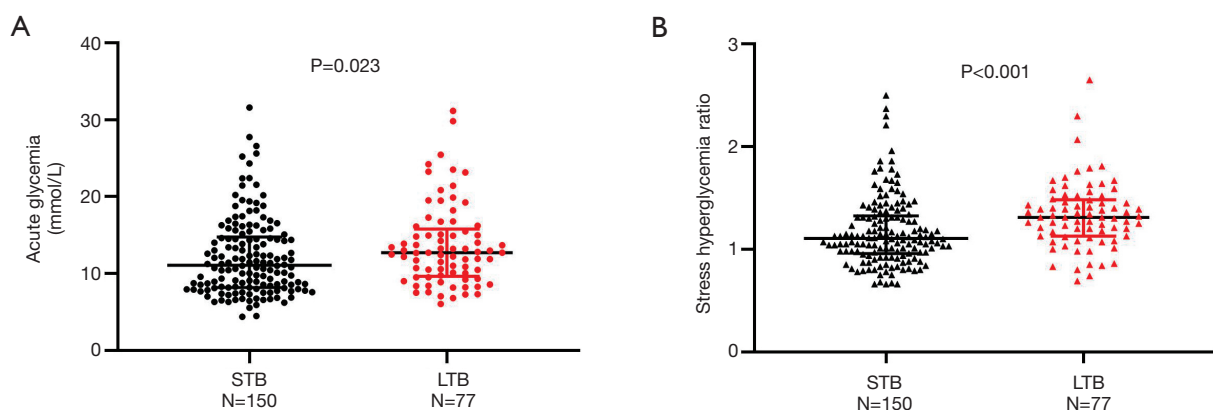 A
Acute glycemia
(mmol/L)
40
30
20
10
0
P=0.023
STB
N=150
LTB
N=77
B
Stress hyperglycemia ratio
3
2
1
0
P<0.001
STB
N=150
LTB
N=77